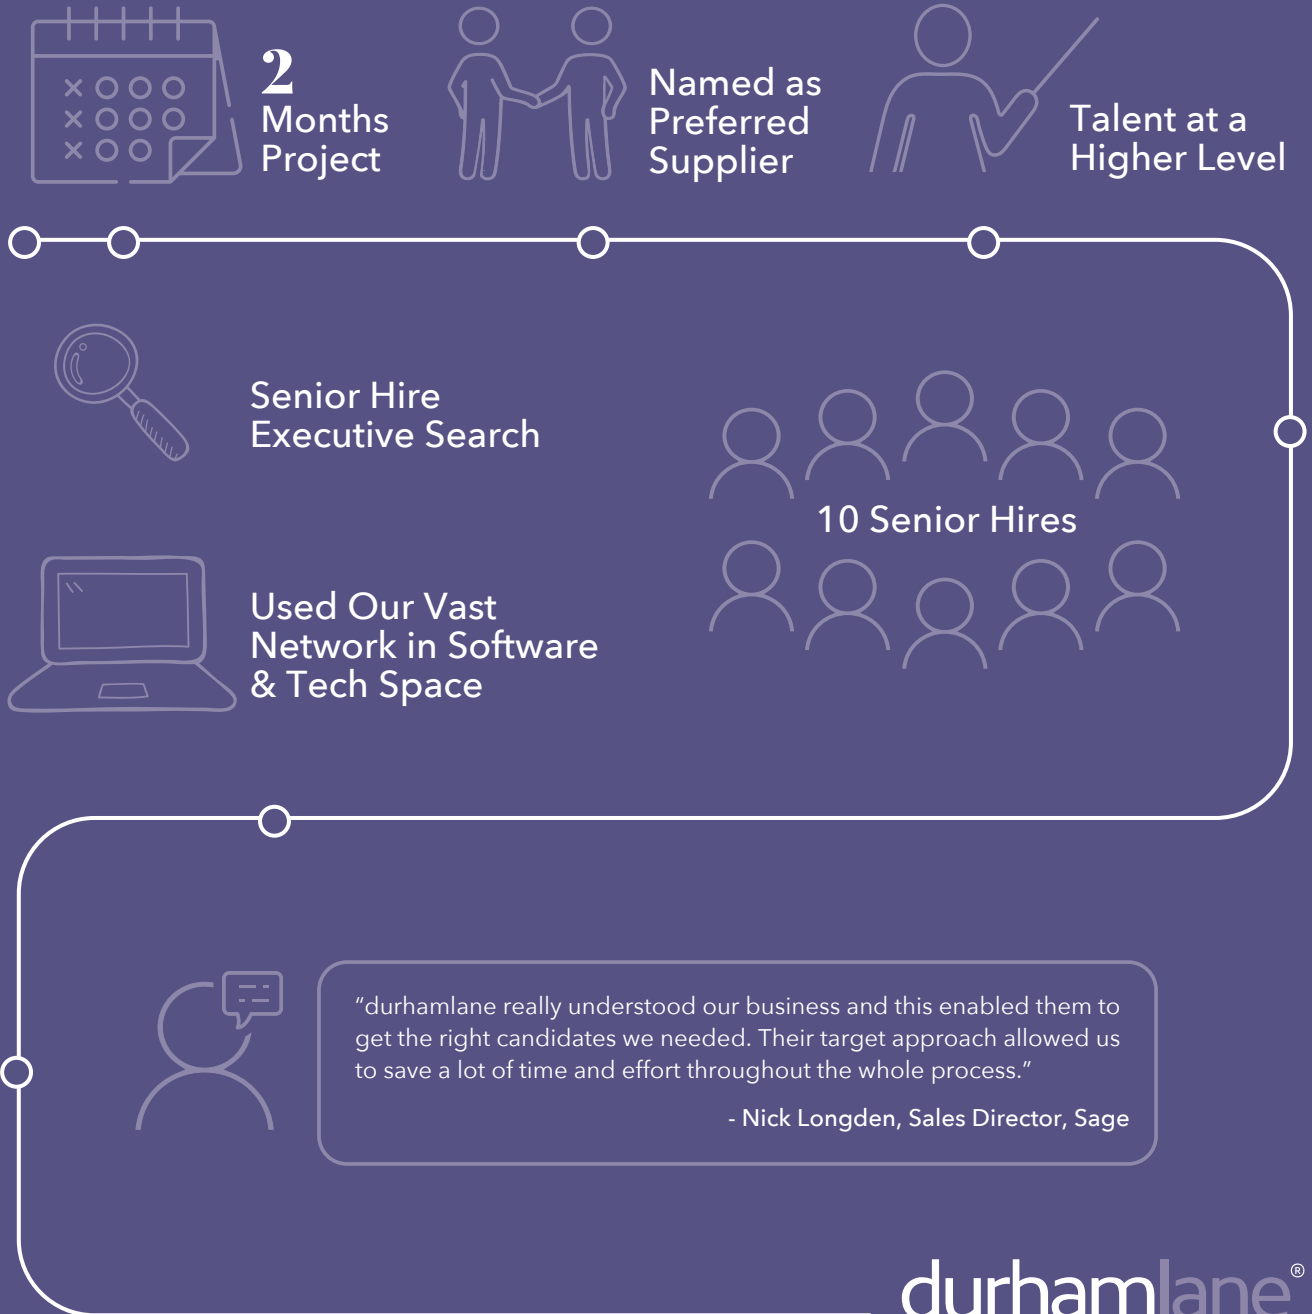 2
Months
Project
Named as
Preferred
Supplier
Talent at a
Higher Level
Senior Hire
Executive Search
10 Senior Hires
Used Our Vast
Network in Software
& Tech Space
“durhamlane really understood our business and this enabled them to
get the right candidates we needed. Their target approach allowed us
to save a lot of time and effort throughout the whole process.”
- Nick Longden, Sales Director, Sage
durhamlane®